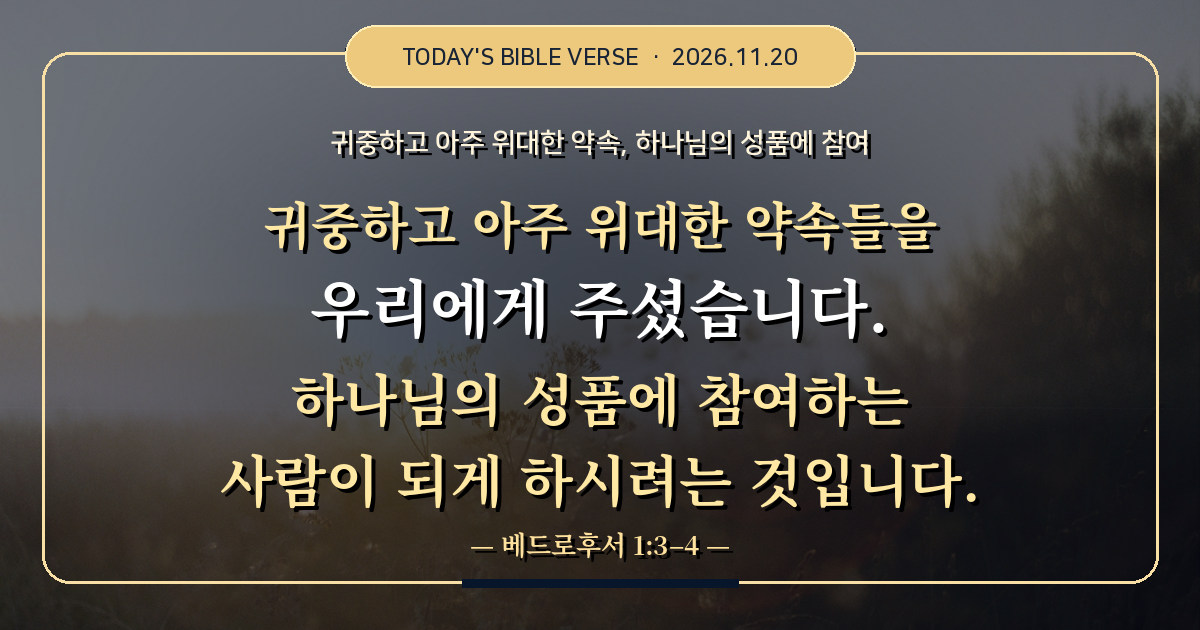 TODAY'S BIBLE VERSE · 2026.11.20
귀중하고 아주 위대한 약속, 하나님의 성품에 참여
귀중하고 아주 위대한 약속들을
우리에게 주셨습니다.
하나님의 성품에 참여하는
사람이 되게 하시려는 것입니다.
— 베드로후서 1:3–4 —